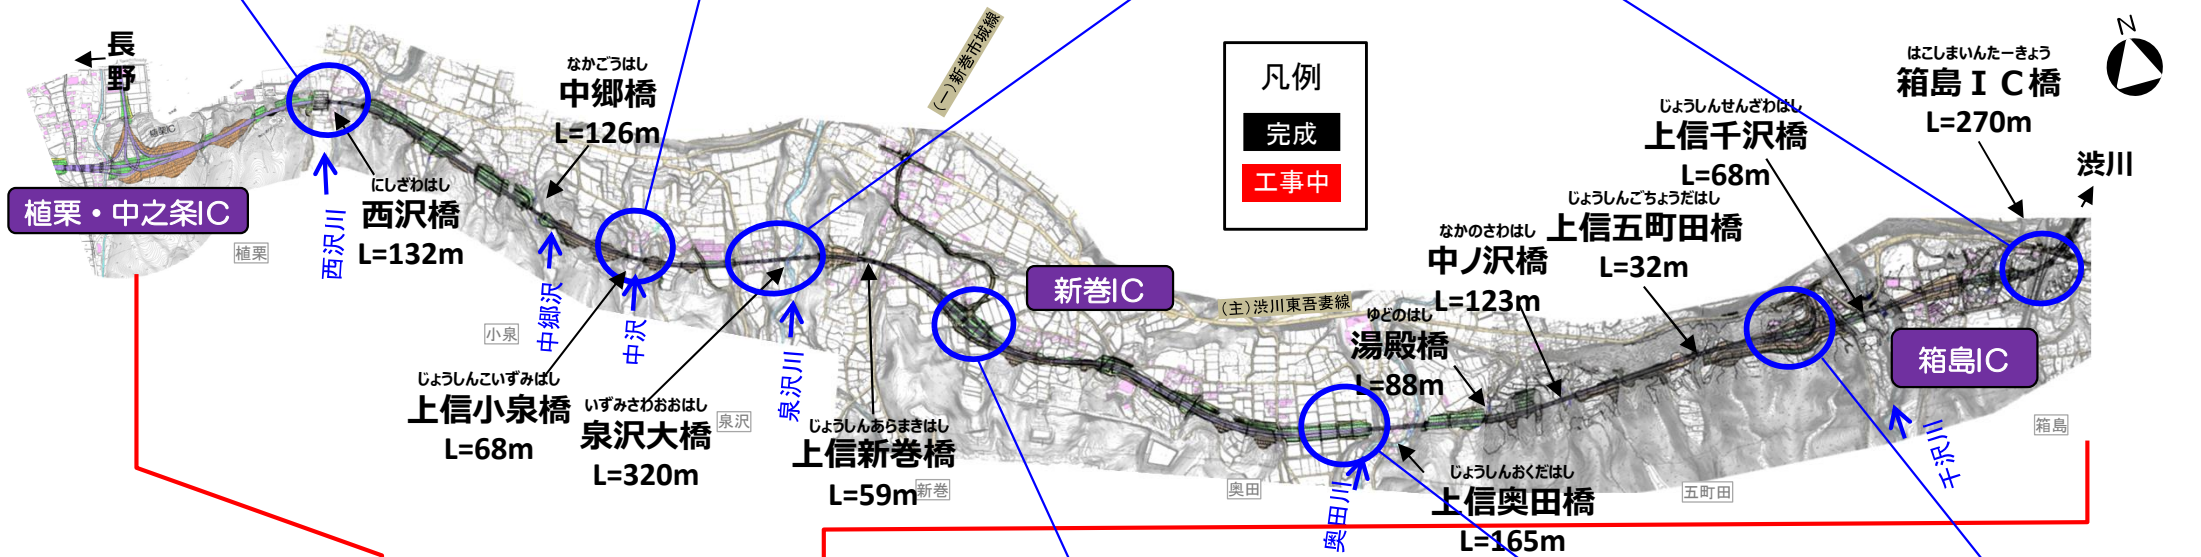 長野
植栗・中之条IC
植栗IC
植栗
にしざわはし
西沢橋
L=132m
西沢川
なかごうはし
中郷橋
L=126m
中郷沢
小泉
じょうしんこいずみばし
上信小泉橋
L=68m
中沢
いずみさわおおはし
泉沢大橋
L=320m
泉沢
泉沢川
じょうしんあらまきはし
上信新巻橋
L=59m
新巻
(一)新巻市城線
新巻IC
(主)渋川東吾妻線
凡例
完成
工事中
奥田
奥田川
じょうしんおくだはし
上信奥田橋
L=165m
ゆどのはし
湯殿橋
L=88m
なかのさわはし
中ノ沢橋
L=123m
じょうしんごちょうだはし
上信五町田橋
L=32m
五町田
じょうしんせんざわはし
上信千沢橋
L=68m
千沢川
はこしまいんたーきょう
箱島IC橋
L=270m
箱島IC
箱島
渋川
N